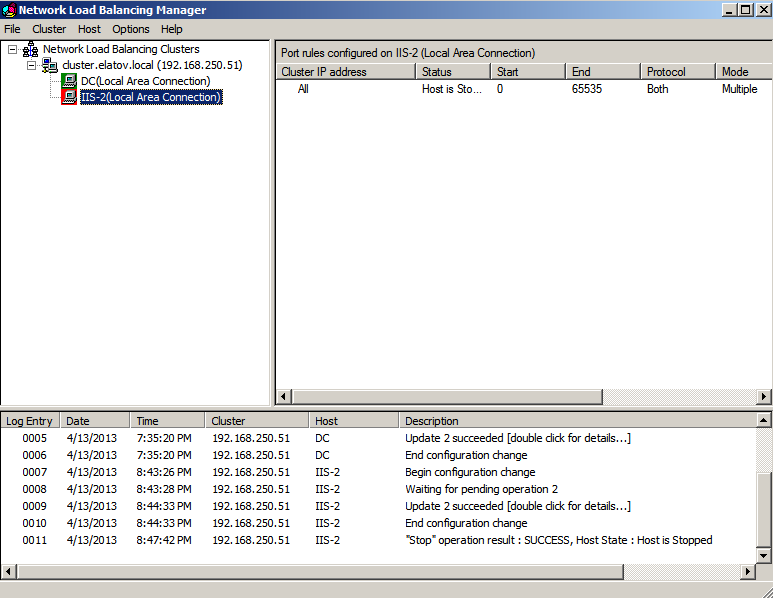 Network Load Balancing Manager
File Cluster Host Options Help
Network Load Balancing Clusters
cluster.elatov.local (192.168.250.51)
DC(Local Area Connection)
IIS-2(Local Area Connection)
Port rules configured on IIS-2 (Local Area Connection)
Cluster IP address Status Start End Protocol Mode
All Host is Sto... 0 65535 Both Multiple
Log Entry Date Time Cluster Host Description
0005 4/13/2013 7:35:20 PM 192.168.250.51 DC Update 2 succeeded [double click for details...]
0006 4/13/2013 7:35:20 PM 192.168.250.51 DC End configuration change
0007 4/13/2013 8:43:26 PM 192.168.250.51 IIS-2 Begin configuration change
0008 4/13/2013 8:43:28 PM 192.168.250.51 IIS-2 Waiting for pending operation 2
0009 4/13/2013 8:44:33 PM 192.168.250.51 IIS-2 Update 2 succeeded [double click for details...]
0010 4/13/2013 8:44:33 PM 192.168.250.51 IIS-2 End configuration change
0011 4/13/2013 8:47:42 PM 192.168.250.51 IIS-2 "Stop" operation result : SUCCESS, Host State : Host is Stopped